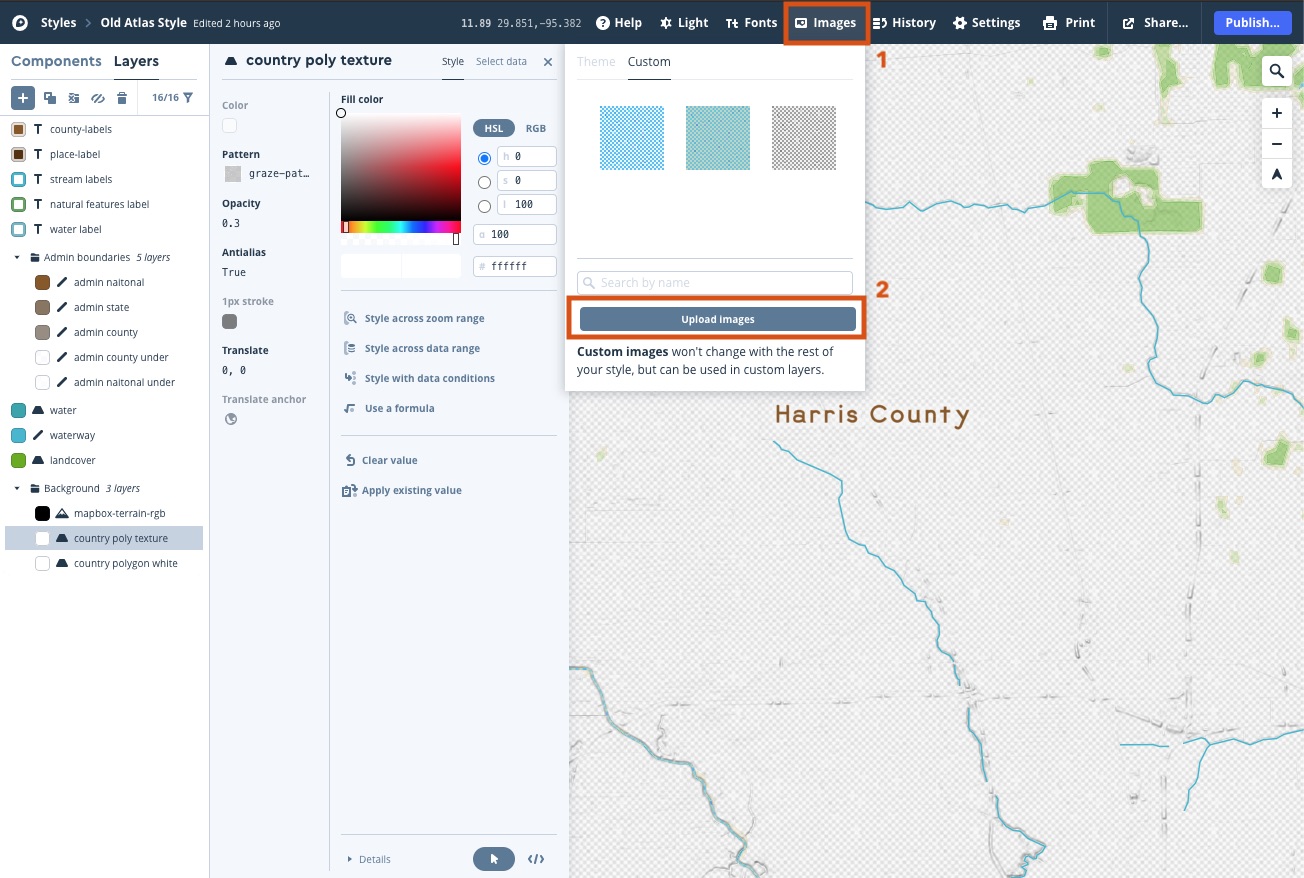 Styles Old Atlas Style Edited 2 hours ago 11.89 29.851,-95.382 Help Light Fonts Images History Settings Print Share... Publish...
1
Components Layers
16/16
county-labels
place-label
stream labels
natural features label
water label
Admin boundaries 5 layers
admin naitonal
admin state
admin county
admin county under
admin naitonal under
water
waterway
landcover
Background 3 layers
mapbox-terrain-rgb
country poly texture
country polygon white
country poly texture Style Select data
Color
Pattern
graze-pat…
Opacity
0.3
Antialias
True
1px stroke
Translate
0, 0
Translate anchor
Fill color
HSL RGB
h 0
s 0
l 100
a 100
# ffffff
Style across zoom range
Style across data range
Style with data conditions
Use a formula
Clear value
Apply existing value
Details
Theme Custom
Search by name
2
Upload images
Custom images won't change with the rest of
your style, but can be used in custom layers.
Harris County